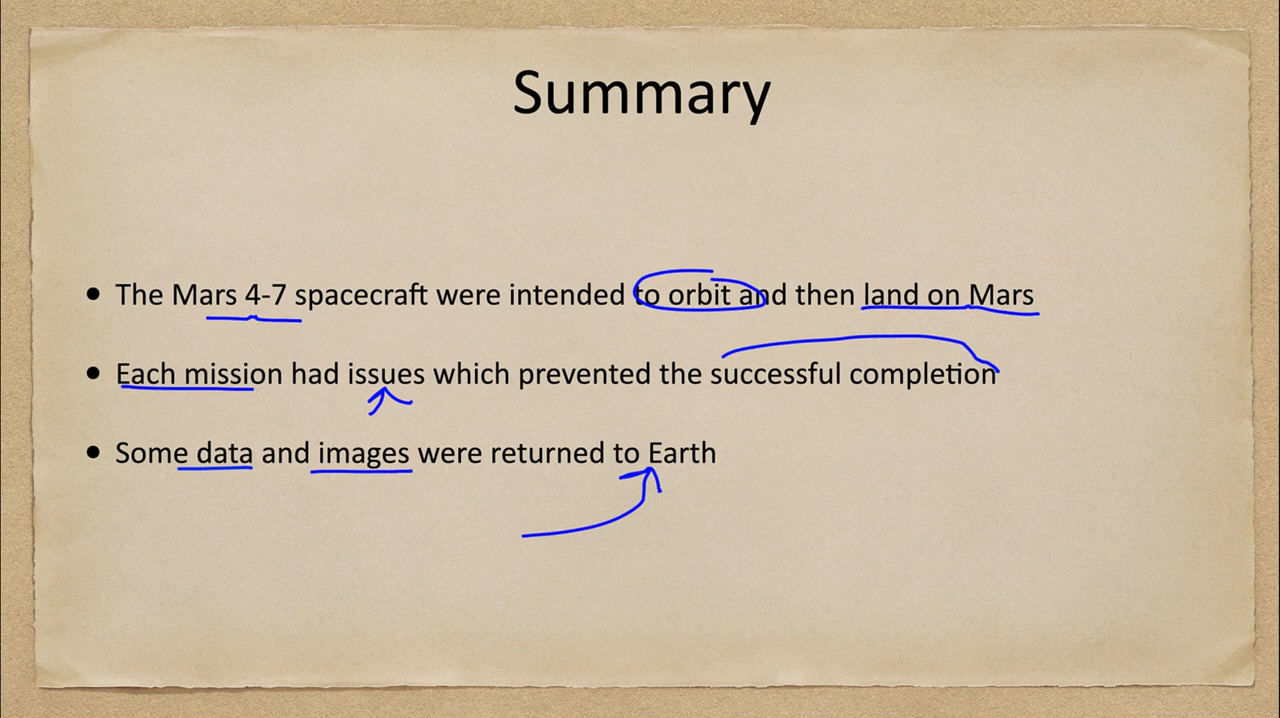 Summary
• The Mars 4-7 spacecraft were intended to orbit and then land on Mars
• Each mission had issues which prevented the successful completion
• Some data and images were returned to Earth